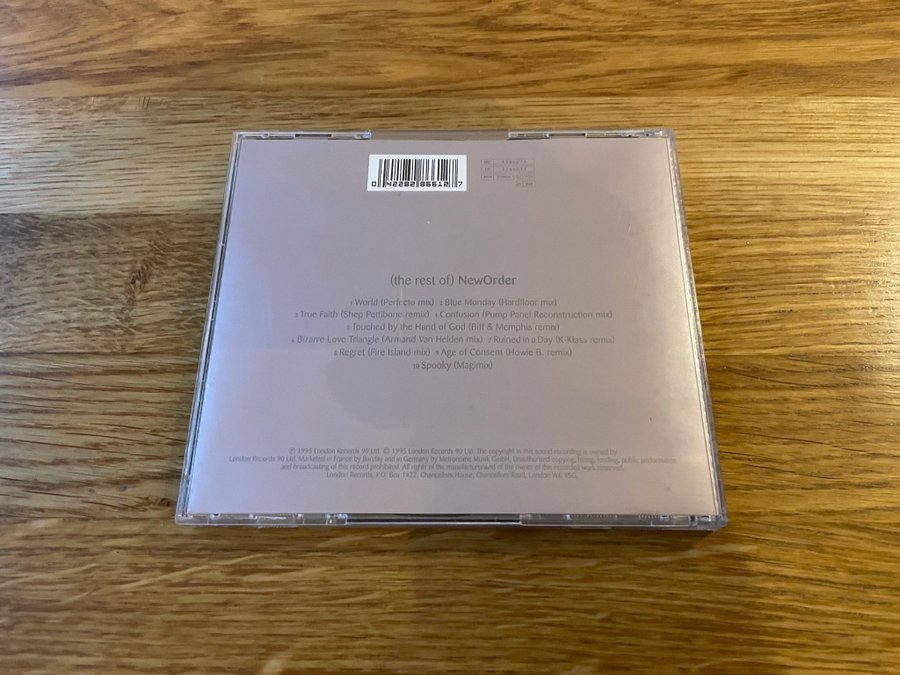 0 42282 86612 7
(the rest of) NewOrder
1 World (Perfecto mix) 2 Blue Monday (Hardfloor mix)
3 True Faith (Shep Pettibone remix) 4 Confusion (Pump Panel Reconstruction mix)
5 Touched by the Hand of God (Biff & Memphis remix)
6 Bizarre Love Triangle (Armand Van Helden mix) 7 Ruined in a Day (K-Klass remix)
8 Regret (Fire Island mix) 9 Age of Consent (Howie B. remix)
10 Spooky (Magimix)
℗ 1995 London Records 90 Ltd. © 1995 London Records 90 Ltd. The copyright in this sound recording is owned by
London Records 90 Ltd. Marketed in France by Barclay and in Germany by Metronome Musik GmbH. Unauthorised copying, hiring, lending, public performance
and broadcasting of this record prohibited. All rights of the manufacturer and of the owner of this recorded work reserved.
London Records, P.O. Box 1422, Chancellors House, Chancellors Road, London W6 9SG.